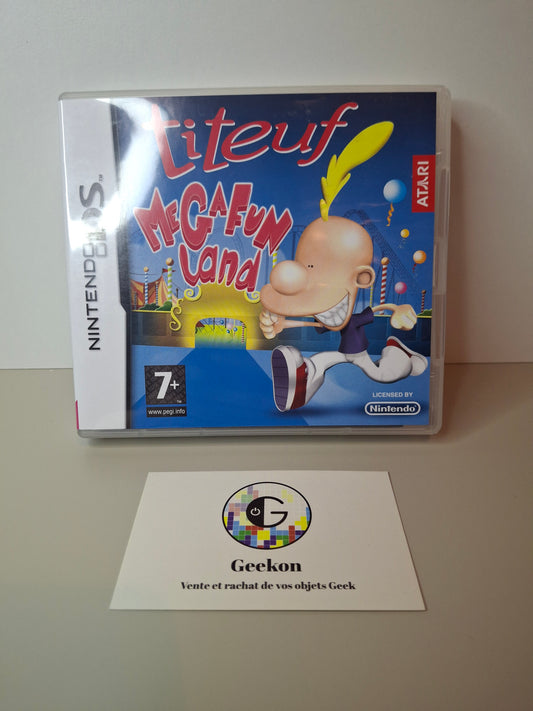 titeuf
MeGAFUN
Land
ATARI
NINTENDO DS™
7+
www.pegi.info
LICENSED BY
Nintendo
G
Geekon
Vente et rachat de vos objets Geek